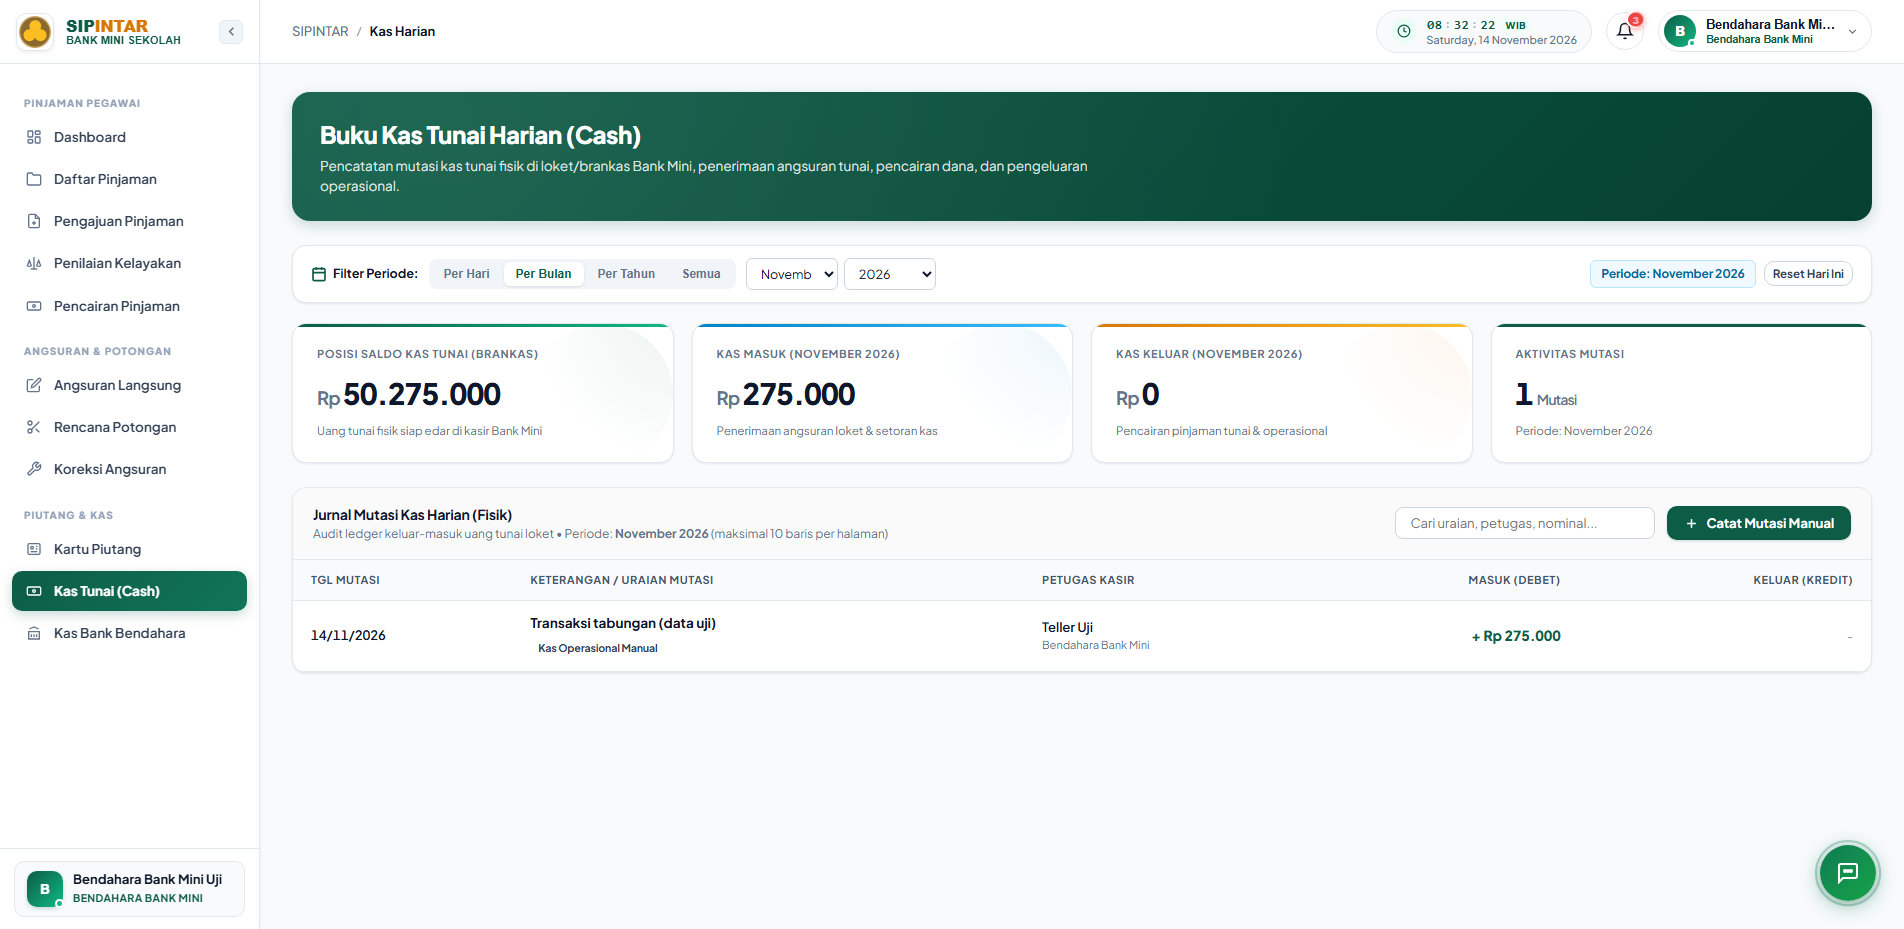 SIPINTAR
BANK MINI SEKOLAH
SIPINTAR / Kas Harian
08 : 32 : 22 WIB
Saturday, 14 November 2026
3
B
Bendahara Bank Mi...
Bendahara Bank Mini
PINJAMAN PEGAWAI
Dashboard
Daftar Pinjaman
Pengajuan Pinjaman
Penilaian Kelayakan
Pencairan Pinjaman
ANGSURAN & POTONGAN
Angsuran Langsung
Rencana Potongan
Koreksi Angsuran
PIUTANG & KAS
Kartu Piutang
Kas Tunai (Cash)
Kas Bank Bendahara
B
Bendahara Bank Mini Uji
BENDAHARA BANK MINI
Buku Kas Tunai Harian (Cash)
Pencatatan mutasi kas tunai fisik di loket/brankas Bank Mini, penerimaan angsuran tunai, pencairan dana, dan pengeluaran
operasional.
Filter Periode: Per Hari Per Bulan Per Tahun Semua Novemb 2026 Periode: November 2026 Reset Hari Ini
POSISI SALDO KAS TUNAI (BRANKAS)
Rp 50.275.000
Uang tunai fisik siap edar di kasir Bank Mini
KAS MASUK (NOVEMBER 2026)
Rp 275.000
Penerimaan angsuran loket & setoran kas
KAS KELUAR (NOVEMBER 2026)
Rp 0
Pencairan pinjaman tunai & operasional
AKTIVITAS MUTASI
1 Mutasi
Periode: November 2026
Jurnal Mutasi Kas Harian (Fisik)
Audit ledger keluar-masuk uang tunai loket • Periode: November 2026 (maksimal 10 baris per halaman)
Cari uraian, petugas, nominal...
+ Catat Mutasi Manual
TGL MUTASI KETERANGAN / URAIAN MUTASI PETUGAS KASIR MASUK (DEBET) KELUAR (KREDIT)
14/11/2026
Transaksi tabungan (data uji)
Kas Operasional Manual
Teller Uji
Bendahara Bank Mini
+ Rp 275.000
-